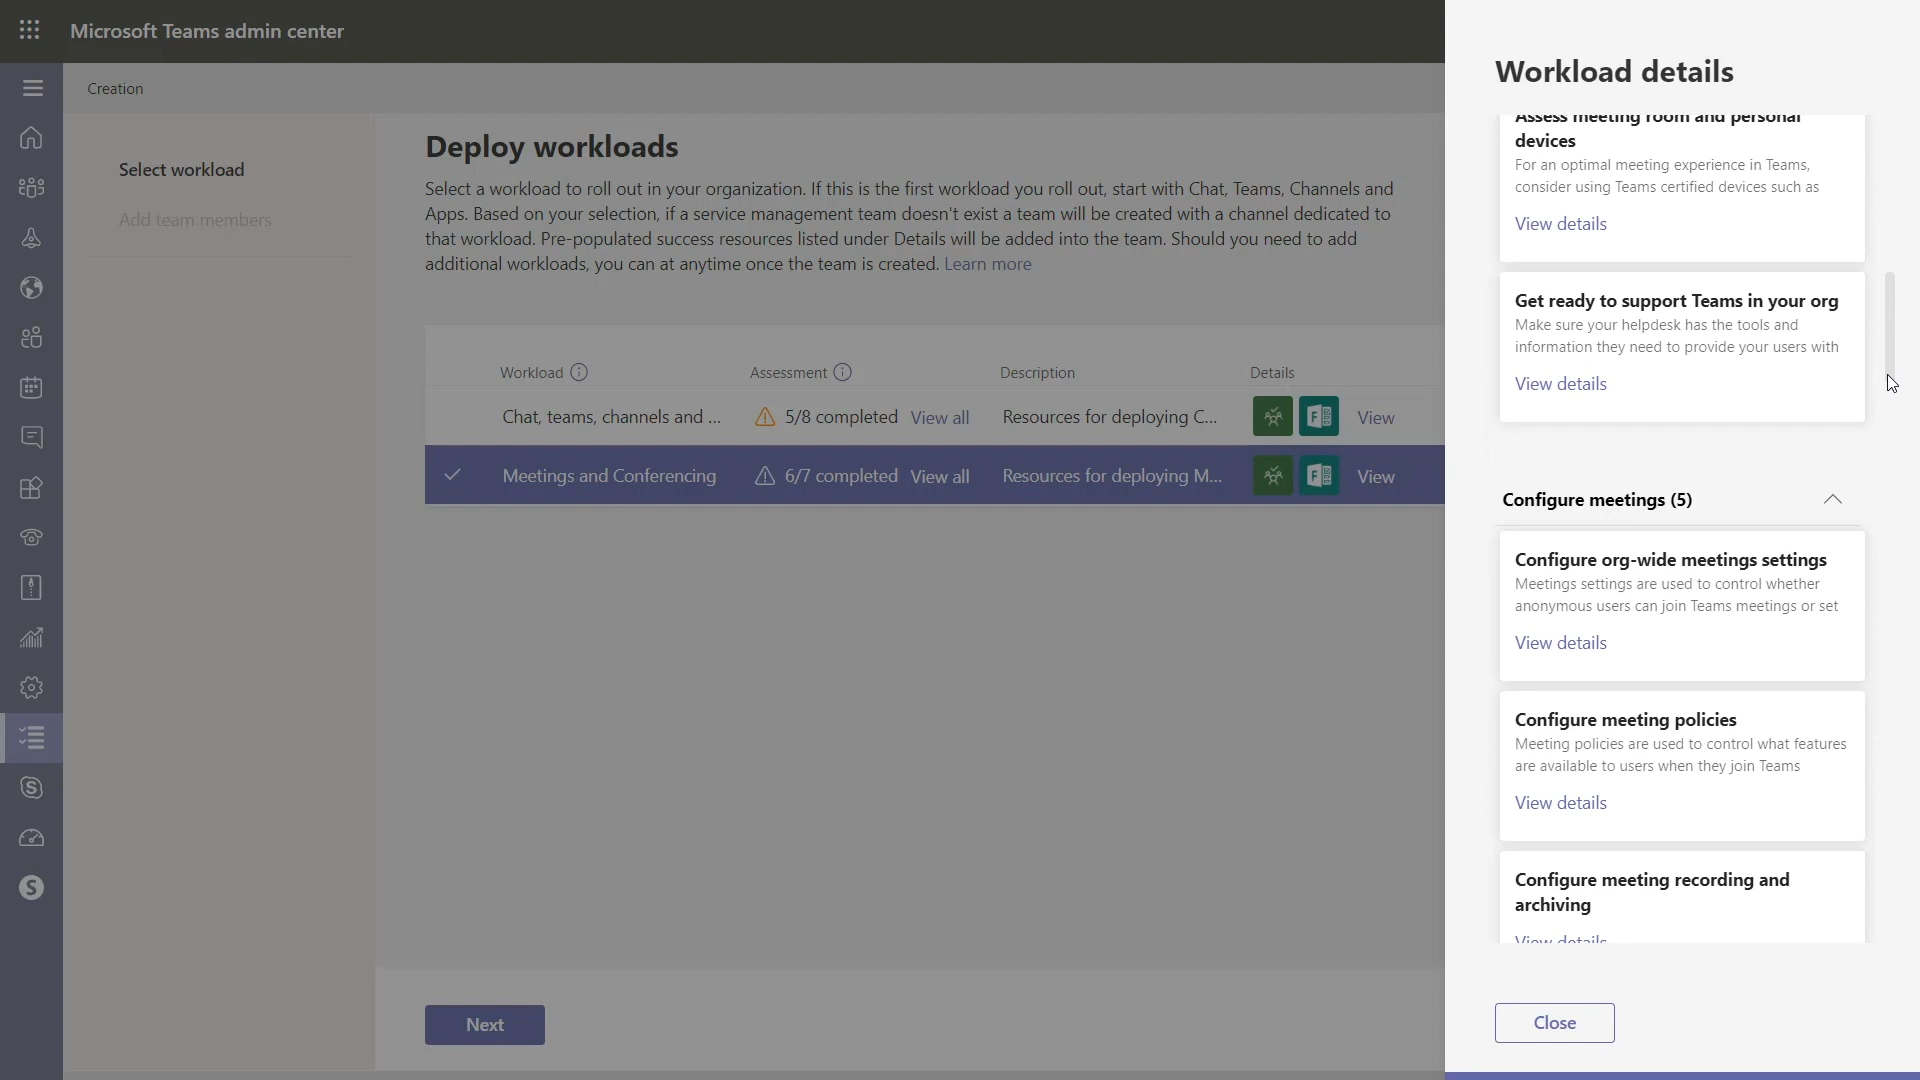 Microsoft Teams admin center
Creation
Select workload
Add team members
Deploy workloads
Select a workload to roll out in your organization. If this is the first workload you roll out, start with Chat, Teams, Channels and
Apps. Based on your selection, if a service management team doesn't exist a team will be created with a channel dedicated to
that workload. Pre-populated success resources listed under Details will be added into the team. Should you need to add
additional workloads, you can at anytime once the team is created. Learn more
Workload Assessment Description Details
Chat, teams, channels and ... 5/8 completed View all Resources for deploying C... View
Meetings and Conferencing 6/7 completed View all Resources for deploying M... View
Next
Workload details
Assess meeting room and personal
devices
For an optimal meeting experience in Teams,
consider using Teams certified devices such as
View details
Get ready to support Teams in your org
Make sure your helpdesk has the tools and
information they need to provide your users with
View details
Configure meetings (5)
Configure org-wide meetings settings
Meetings settings are used to control whether
anonymous users can join Teams meetings or set
View details
Configure meeting policies
Meeting policies are used to control what features
are available to users when they join Teams
View details
Configure meeting recording and
archiving
View details
Close